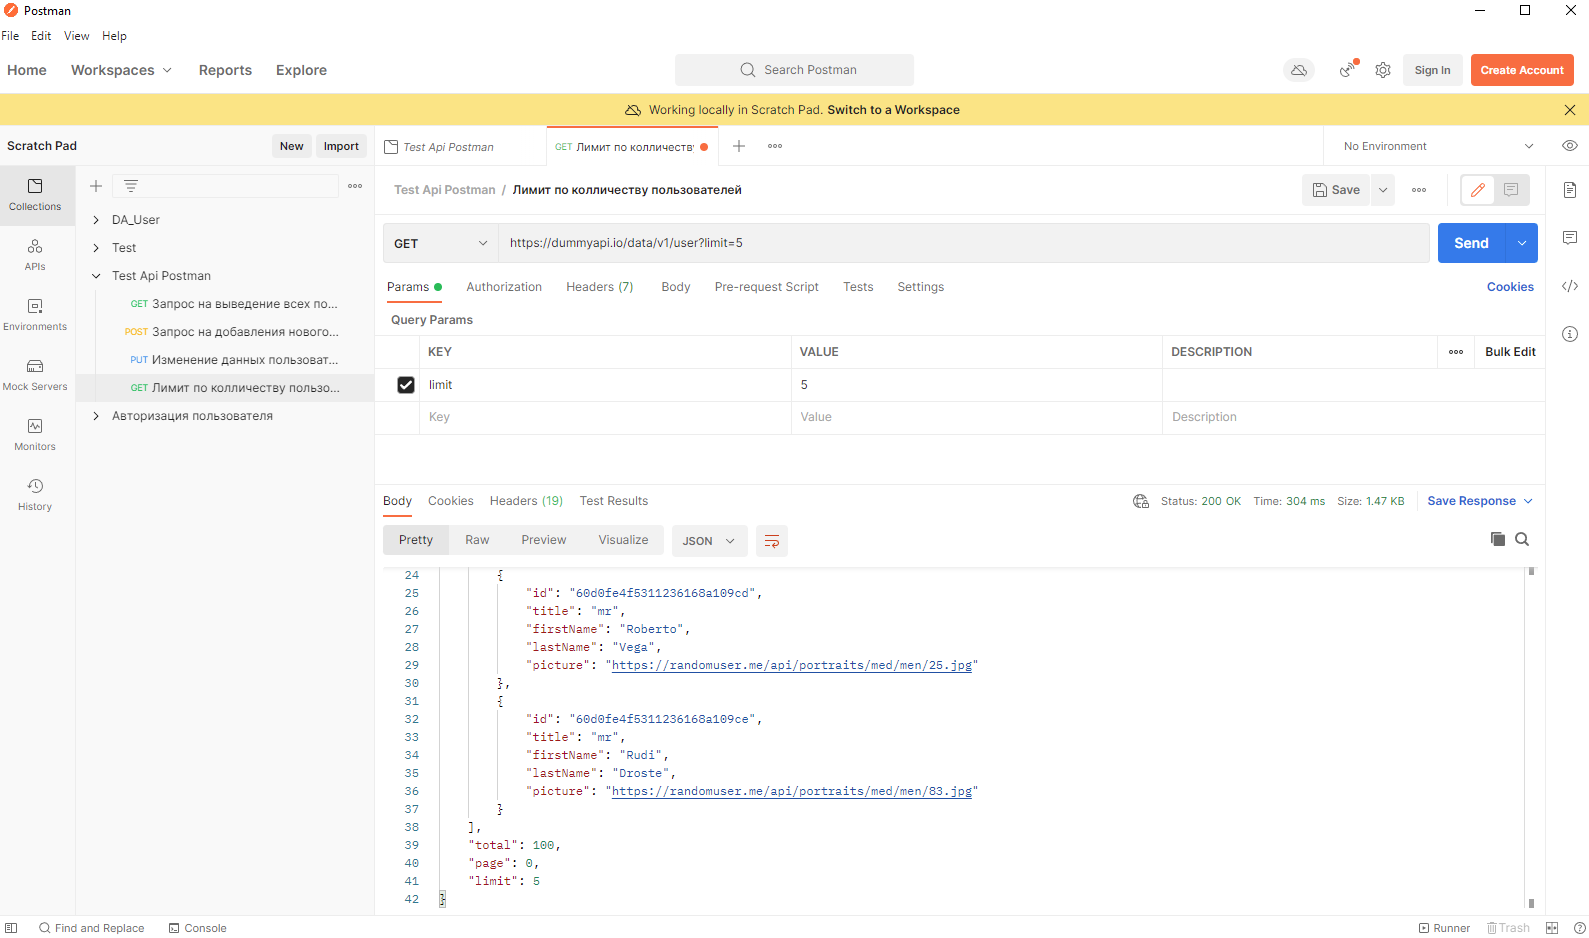 Postman
File Edit View Help
Home Workspaces Reports Explore Search Postman Sign In Create Account
Working locally in Scratch Pad. Switch to a Workspace
Scratch Pad New Import
Test Api Postman GET Лимит по колличеству No Environment
Test Api Postman / Лимит по колличеству пользователей Save
Collections
APIs
Environments
Mock Servers
Monitors
History
DA_User
Test
Test Api Postman
GET Запрос на выведение всех по...
POST Запрос на добавления нового...
PUT Изменение данных пользоват...
GET Лимит по колличеству пользо...
Авторизация пользователя
GET https://dummyapi.io/data/v1/user?limit=5 Send
Params Authorization Headers (7) Body Pre-request Script Tests Settings Cookies
Query Params
KEY VALUE DESCRIPTION Bulk Edit
limit 5
Key Value Description
Body Cookies Headers (19) Test Results Status: 200 OK Time: 304 ms Size: 1.47 KB Save Response
Pretty Raw Preview Visualize JSON
24 {
25 "id": "60d0fe4f5311236168a109cd",
26 "title": "mr",
27 "firstName": "Roberto",
28 "lastName": "Vega",
29 "picture": "https://randomuser.me/api/portraits/med/men/25.jpg"
30 },
31 {
32 "id": "60d0fe4f5311236168a109ce",
33 "title": "mr",
34 "firstName": "Rudi",
35 "lastName": "Droste",
36 "picture": "https://randomuser.me/api/portraits/med/men/83.jpg"
37 }
38 ],
39 "total": 100,
40 "page": 0,
41 "limit": 5
42 }
Find and Replace Console Runner Trash